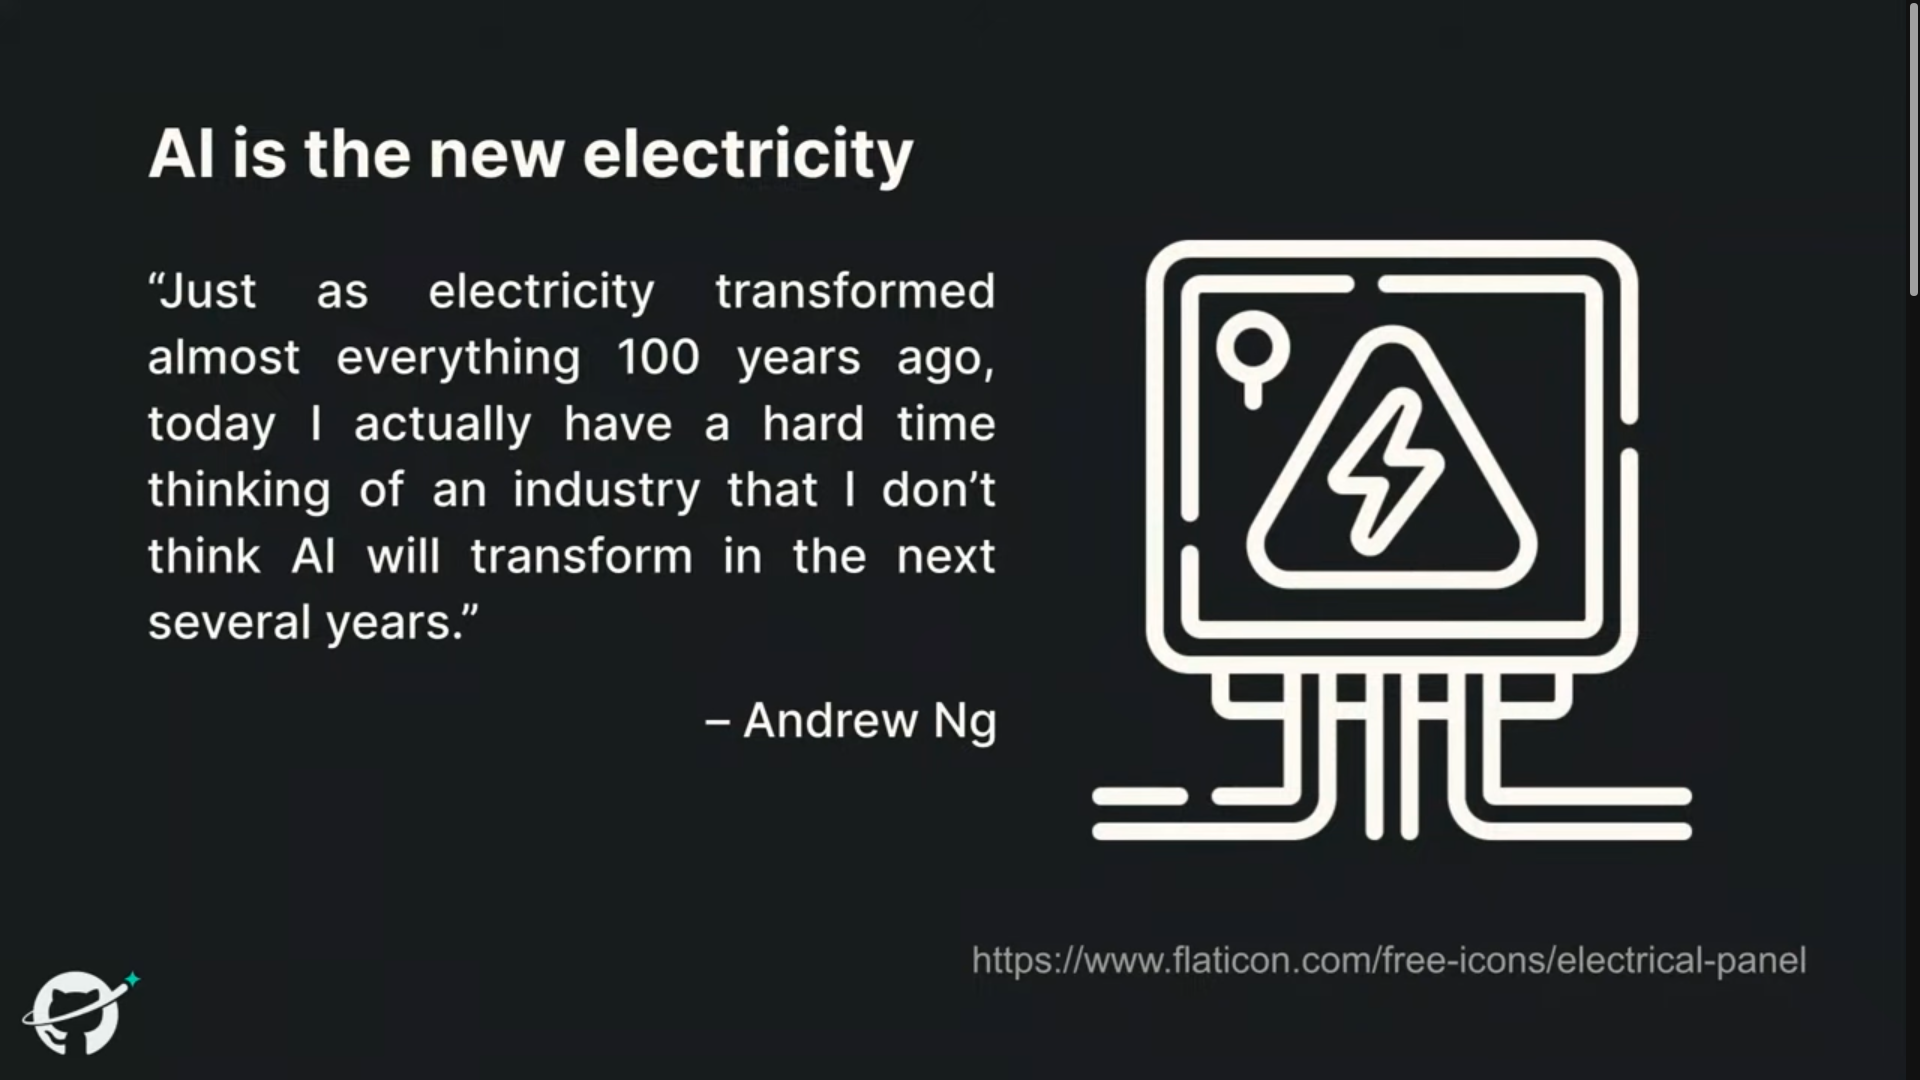 AI is the new electricity
“Just as electricity transformed
almost everything 100 years ago,
today I actually have a hard time
thinking of an industry that I don’t
think AI will transform in the next
several years.”
– Andrew Ng
https://www.flaticon.com/free-icons/electrical-panel